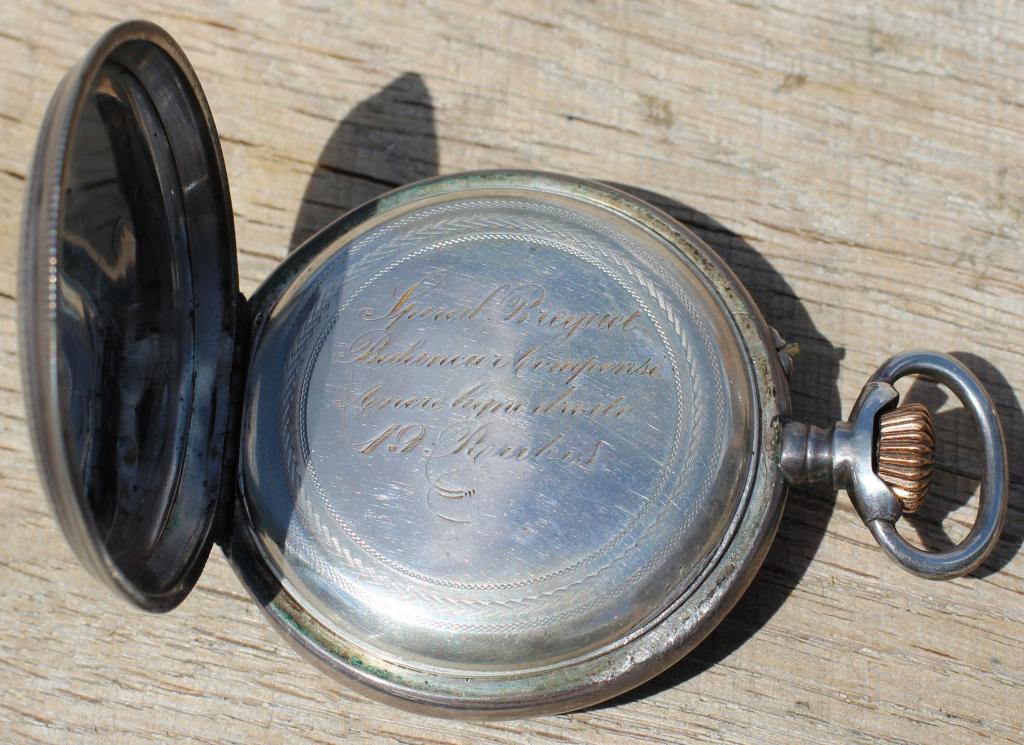 Spiral Breguet
Balancier Compensé
Ancre ligne droite
19. Rubis